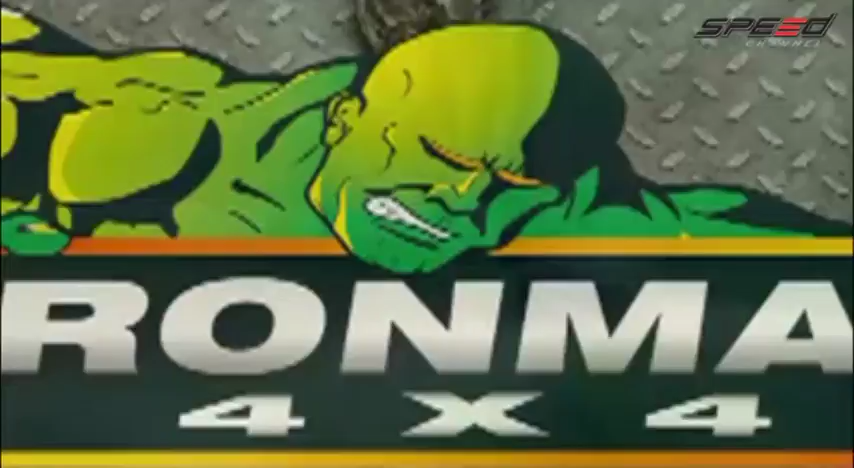 SPEED
CHANNEL
RONMA
4 X 4